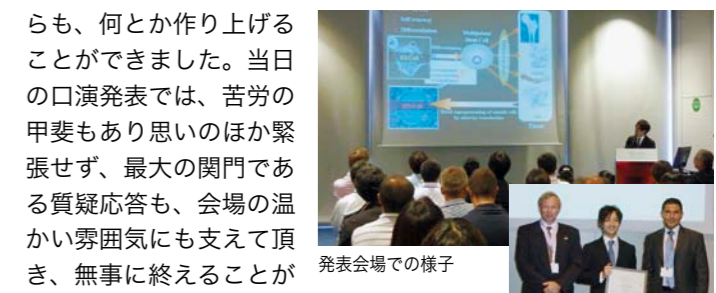 らも、何とか作り上げる
ことができました。当日
の口演発表では、苦労の
甲斐もあり思いのほか緊
張せず、最大の関門であ
る質疑応答も、会場の温
かい雰囲気にも支えて頂
き、無事に終えることが
発表会場での様子